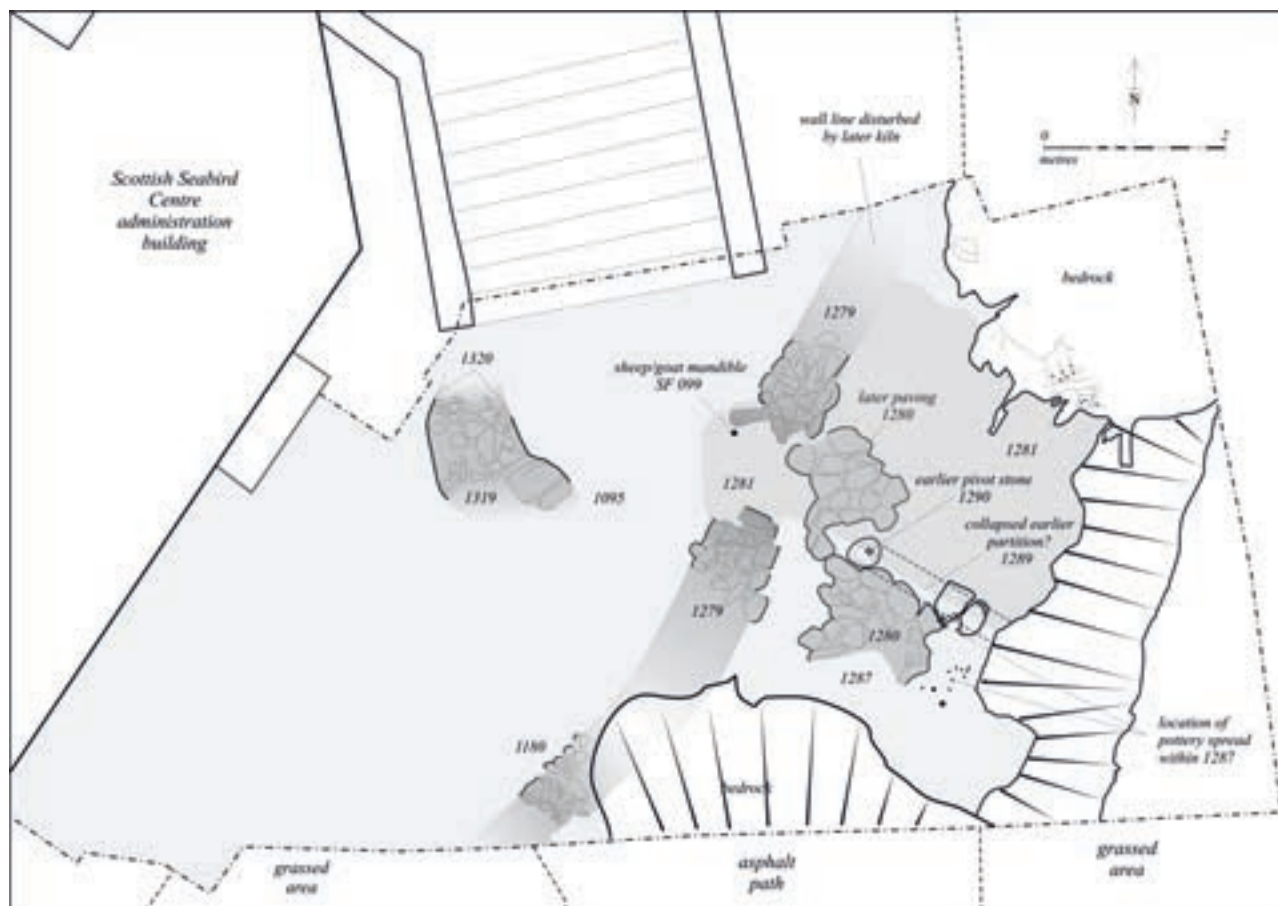 wall line disturbed
by later kiln
N
0
metres
Scottish Seabird
Centre
administration
building
bedrock
1279
1320
sheep/goat mandible
SF 099
later paving
1280
1281
1281
earlier pivot stone
1290
1319
1095
collapsed earlier
partition?
1289
1279
1280
1287
location of
pottery spread
within 1287
1180
bedrock
grassed
area
asphalt
path
grassed
area